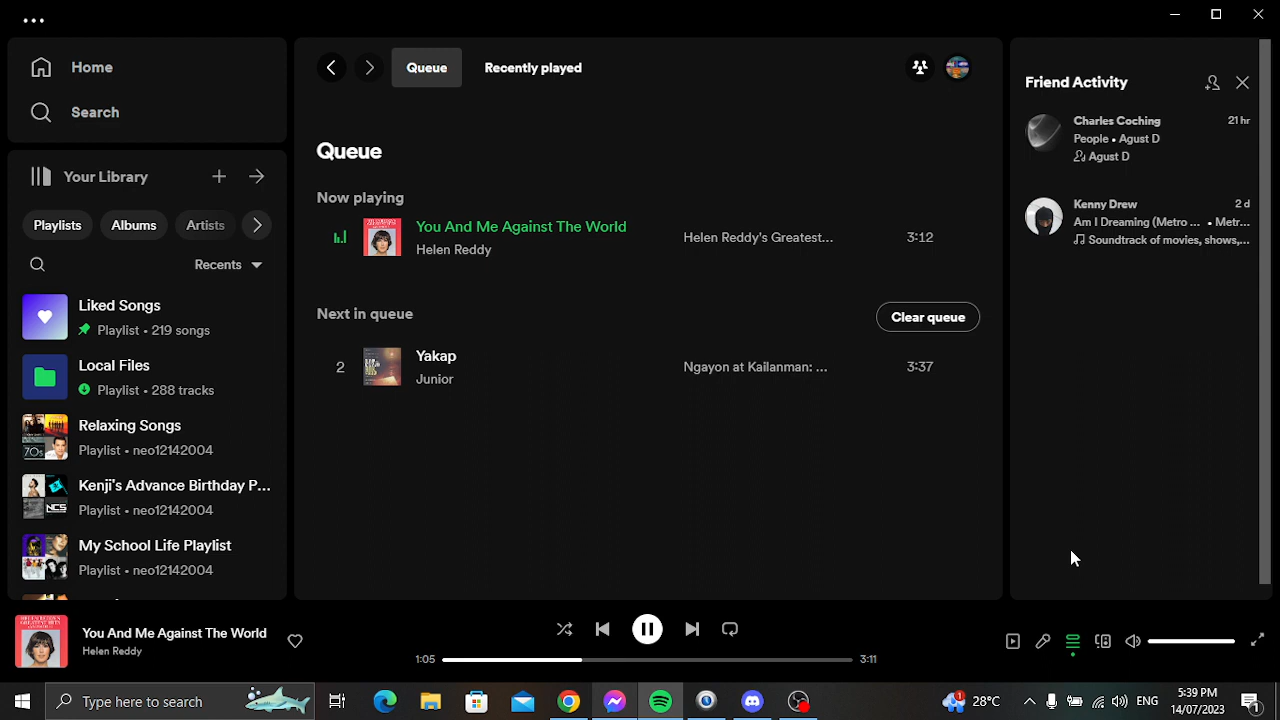 Home
Search
Your Library
Playlists
Albums
Artists
Recents
Liked Songs
Playlist • 219 songs
Local Files
Playlist • 288 tracks
Relaxing Songs
Playlist • neo12142004
Kenji's Advance Birthday P...
Playlist • neo12142004
My School Life Playlist
Playlist • neo12142004
70s
NCS
Queue
Recently played
Queue
Now playing
You And Me Against The World
Helen Reddy
Helen Reddy's Greatest...
3:12
Next in queue
Clear queue
2
Yakap
Junior
Ngayon at Kailanman: ...
3:37
Friend Activity
Charles Coching
21 hr
People • Agust D
Agust D
Kenny Drew
2 d
Am I Dreaming (Metro ... • Metr...
Soundtrack of movies, shows,...
You And Me Against The World
Helen Reddy
1:05
3:11
Type here to search
1
28°C
ENG
5:39 PM
14/07/2023
1